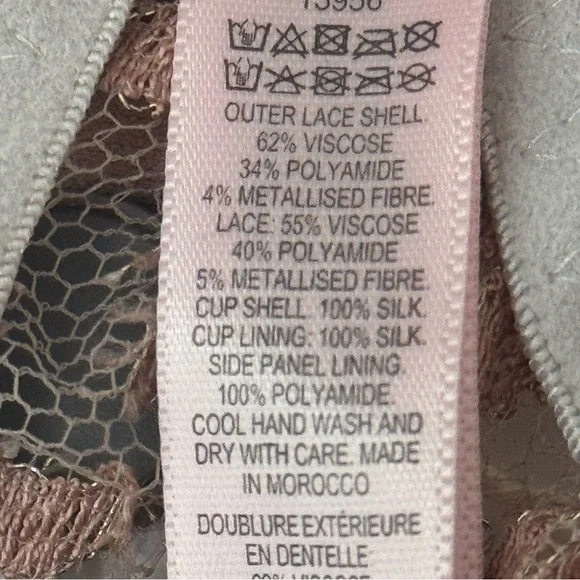 15956
OUTER LACE SHELL
62% VISCOSE
34% POLYAMIDE
4% METALLISED FIBRE.
LACE: 55% VISCOSE
40% POLYAMIDE
5% METALLISED FIBRE.
CUP SHELL: 100% SILK.
CUP LINING: 100% SILK.
SIDE PANEL LINING.
100% POLYAMIDE.
COOL HAND WASH AND
DRY WITH CARE. MADE
IN MOROCCO
DOUBLURE EXTÉRIEURE
EN DENTELLE
VISCOSE